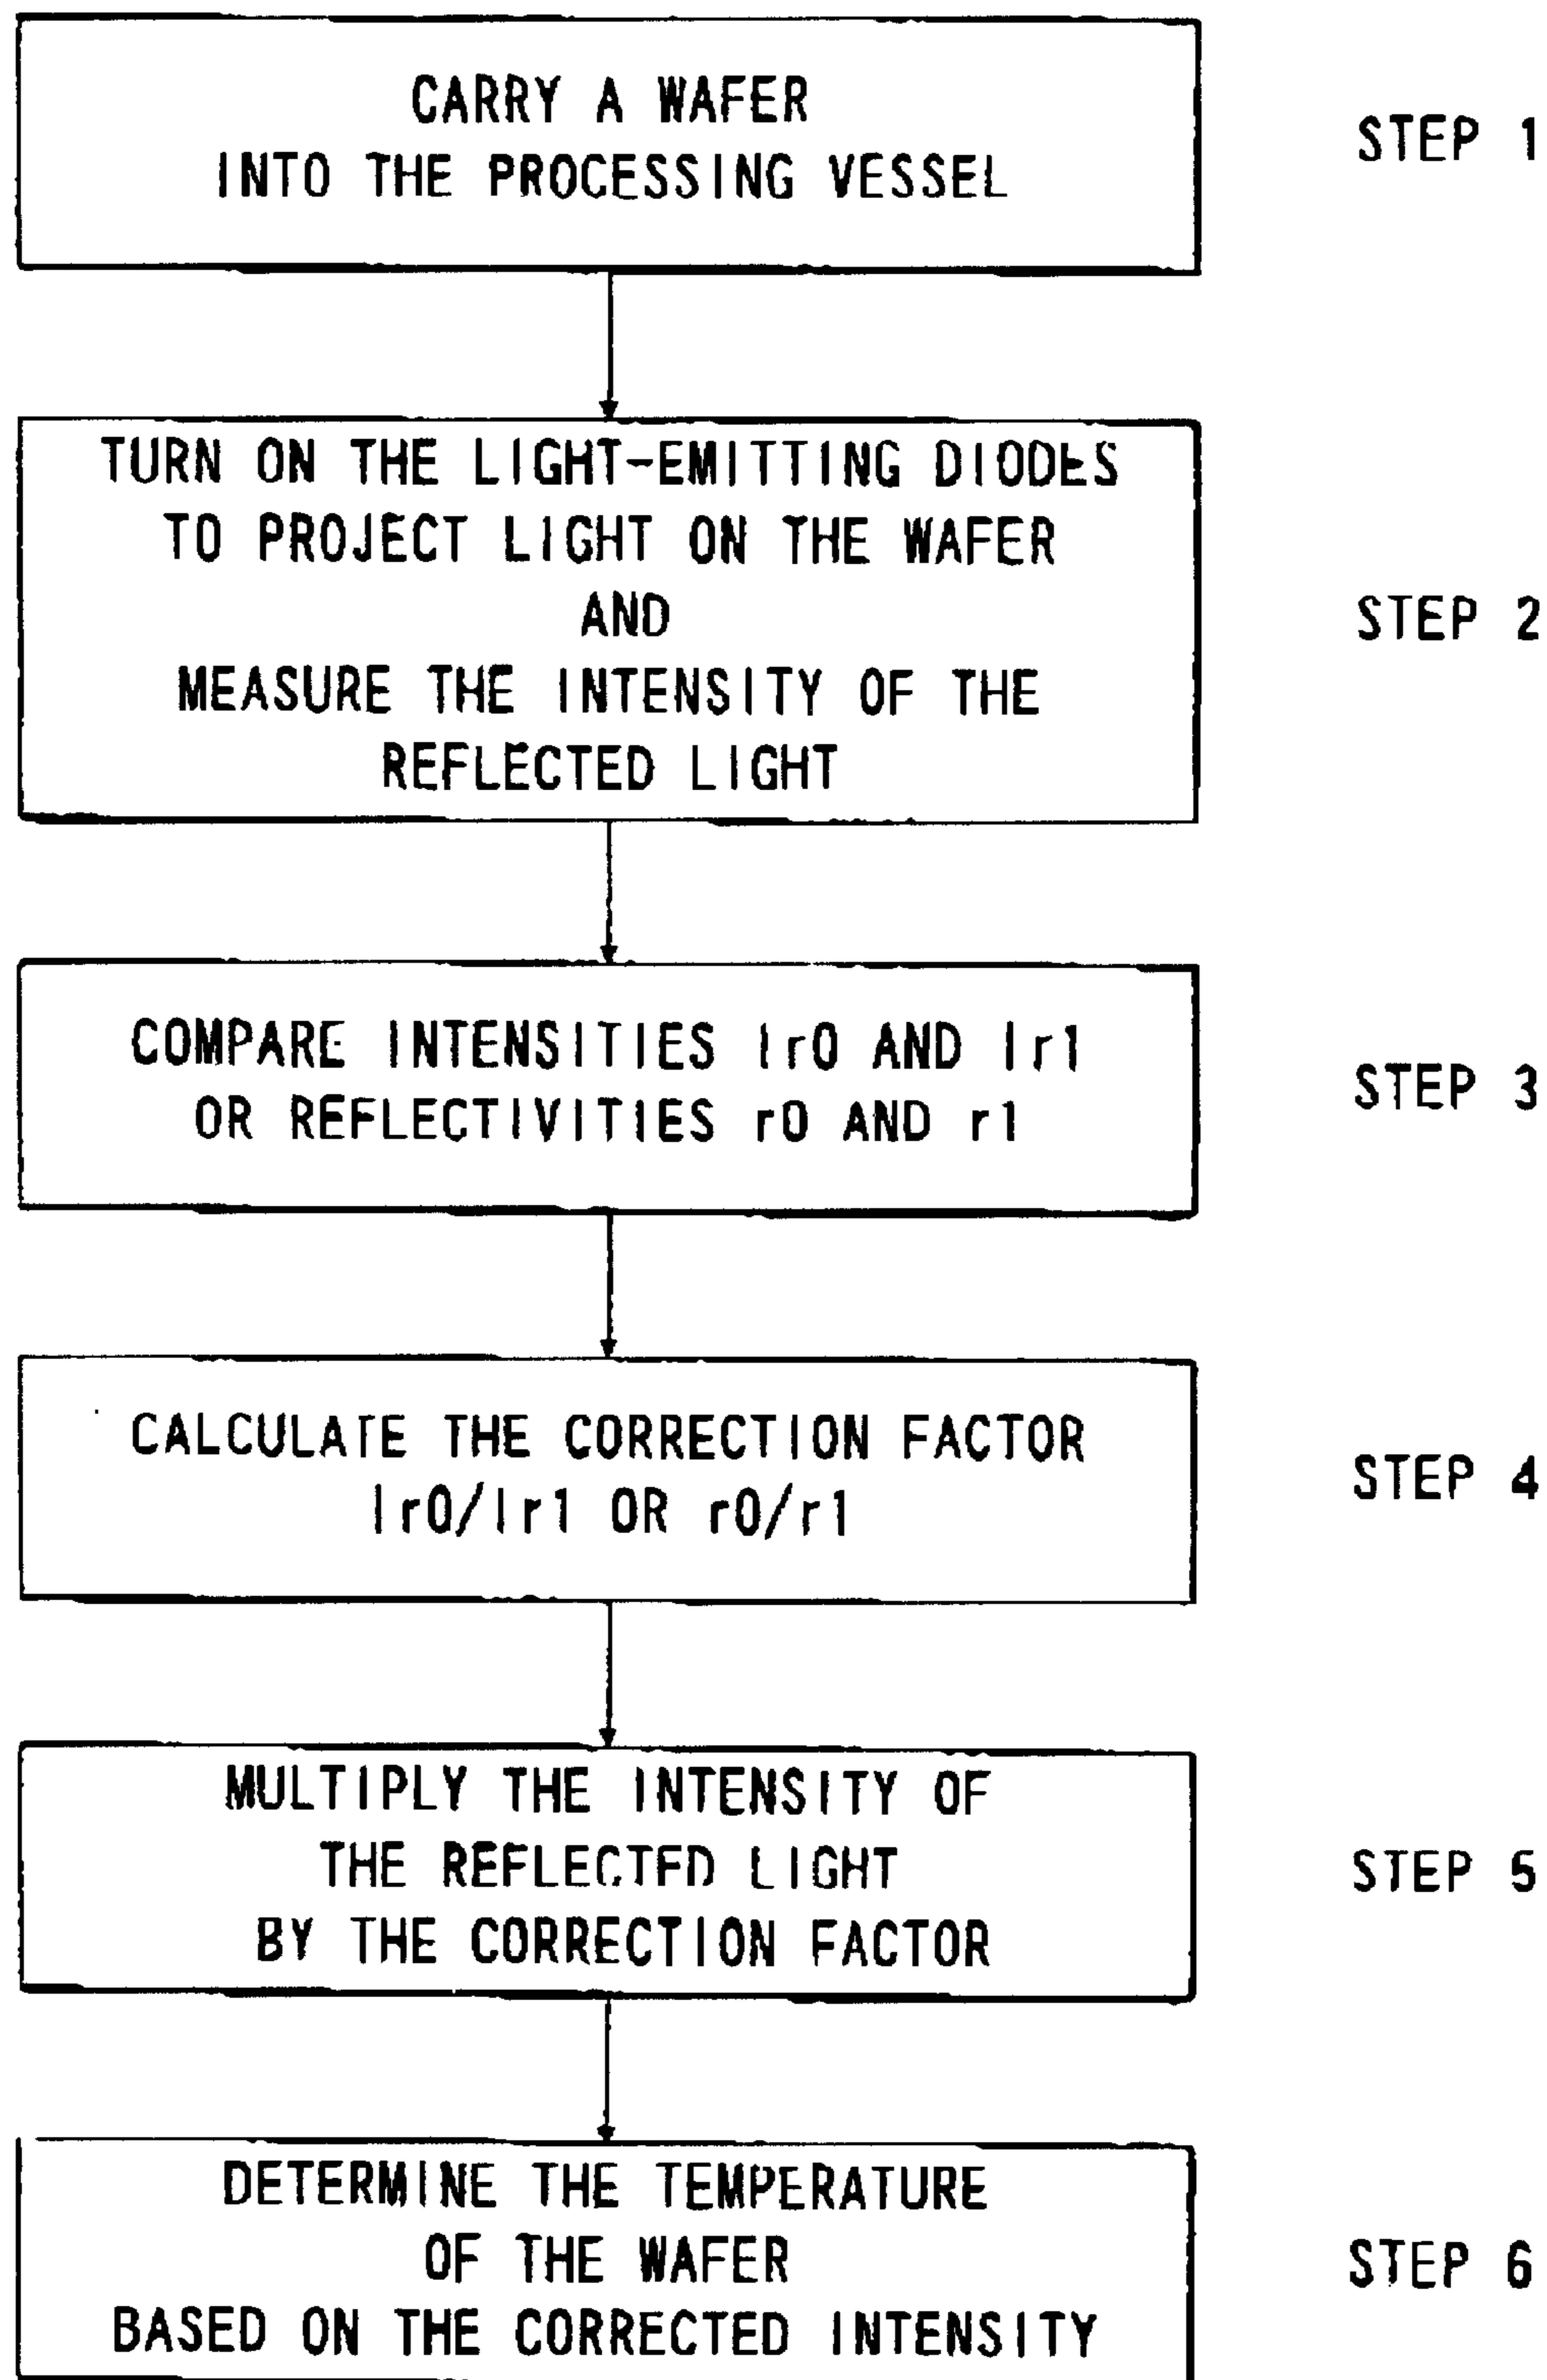 CARRY A WAFER
INTO THE PROCESSING VESSEL
STEP 1
TURN ON THE LIGHT-EMITTING DIODES
TO PROJECT LIGHT ON THE WAFER
AND
MEASURE THE INTENSITY OF THE
REFLECTED LIGHT
STEP 2
COMPARE INTENSITIES Ir0 AND Ir1
OR REFLECTIVITIES r0 AND r1
STEP 3
CALCULATE THE CORRECTION FACTOR
Ir0/Ir1 OR r0/r1
STEP 4
MULTIPLY THE INTENSITY OF
THE REFLECTED LIGHT
BY THE CORRECTION FACTOR
STEP 5
DETERMINE THE TEMPERATURE
OF THE WAFER
BASED ON THE CORRECTED INTENSITY
STEP 6